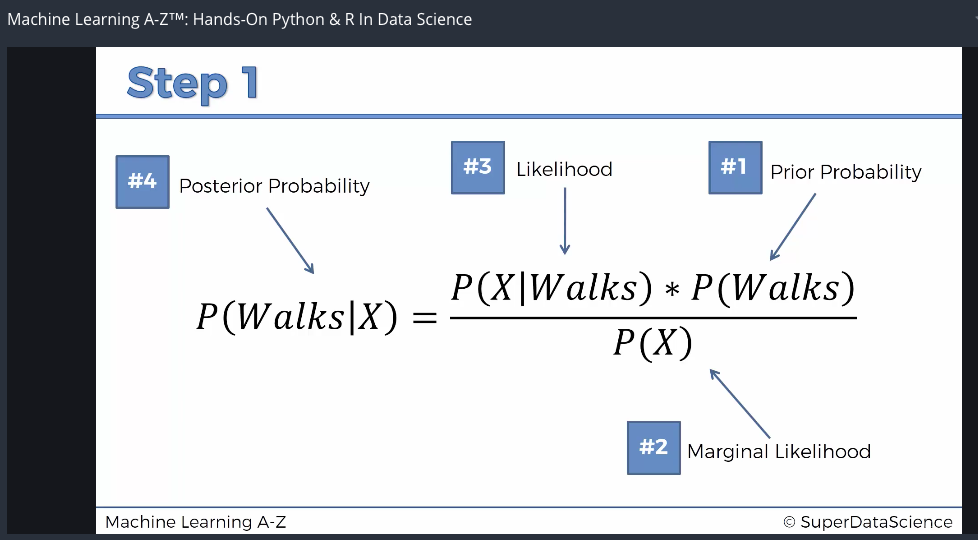 Machine Learning A-Z™: Hands-On Python & R In Data Science
Step 1
#4 Posterior Probability
#3 Likelihood
#1 Prior Probability
P(Walks|X) = P(X|Walks) ∗ P(Walks)
P(X)
#2 Marginal Likelihood
Machine Learning A-Z
© SuperDataScience